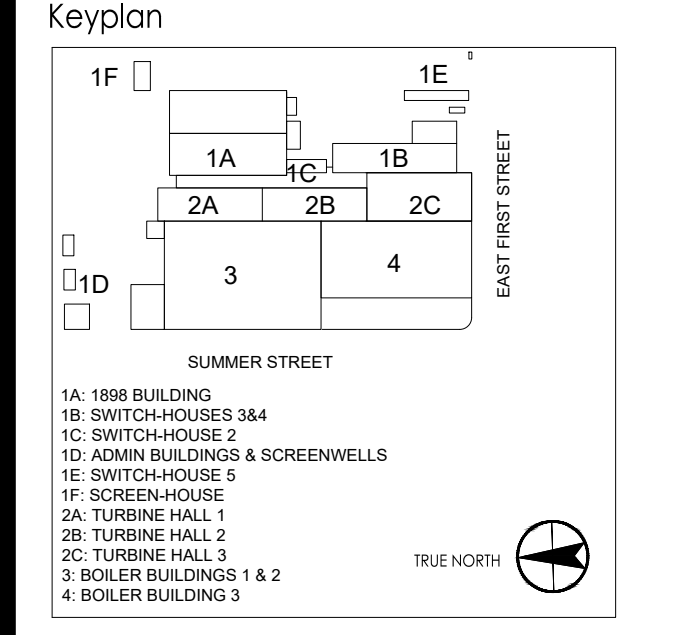 Keyplan
1F
1E
1A
1C
1B
2A
2B
2C
EAST FIRST STREET
3
4
1D
SUMMER STREET
1A: 1898 BUILDING
1B: SWITCH-HOUSES 3&4
1C: SWITCH-HOUSE 2
1D: ADMIN BUILDINGS & SCREENWELLS
1E: SWITCH-HOUSE 5
1F: SCREEN-HOUSE
2A: TURBINE HALL 1
2B: TURBINE HALL 2
2C: TURBINE HALL 3
3: BOILER BUILDINGS 1 & 2
4: BOILER BUILDING 3
TRUE NORTH